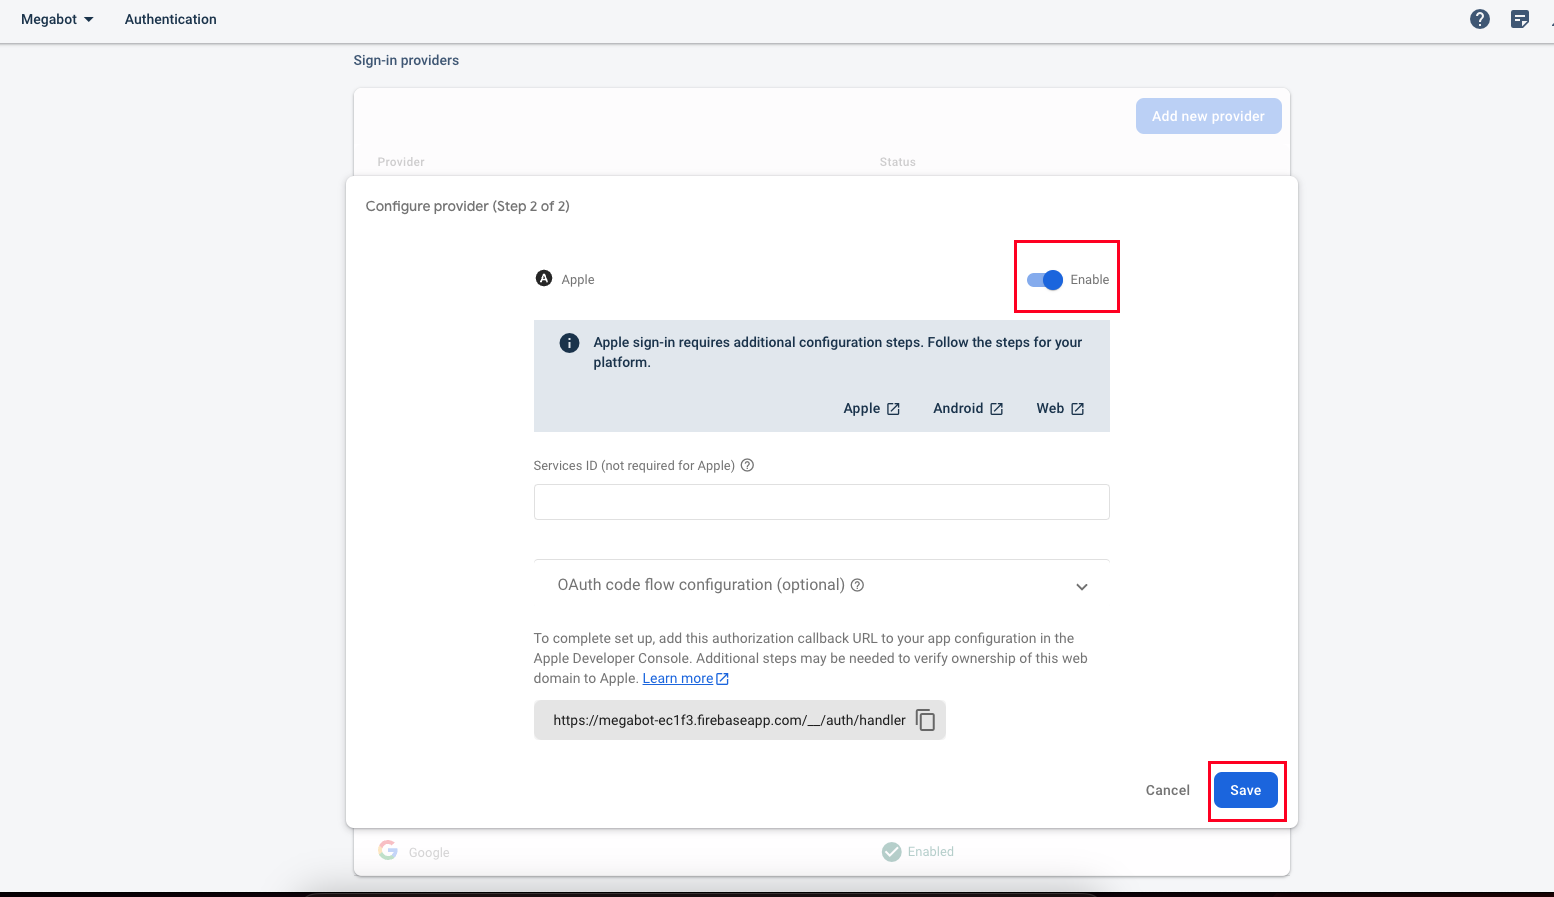 Megabot
Authentication
Sign-in providers
Add new provider
Provider
Status
Configure provider (Step 2 of 2)
A
Apple
Enable
Apple sign-in requires additional configuration steps. Follow the steps for your
platform.
Apple
Android
Web
Services ID (not required for Apple)
OAuth code flow configuration (optional)
To complete set up, add this authorization callback URL to your app configuration in the
Apple Developer Console. Additional steps may be needed to verify ownership of this web
domain to Apple. Learn more
https://megabot-ec1f3.firebaseapp.com/__/auth/handler
Cancel
Save
Google
Enabled